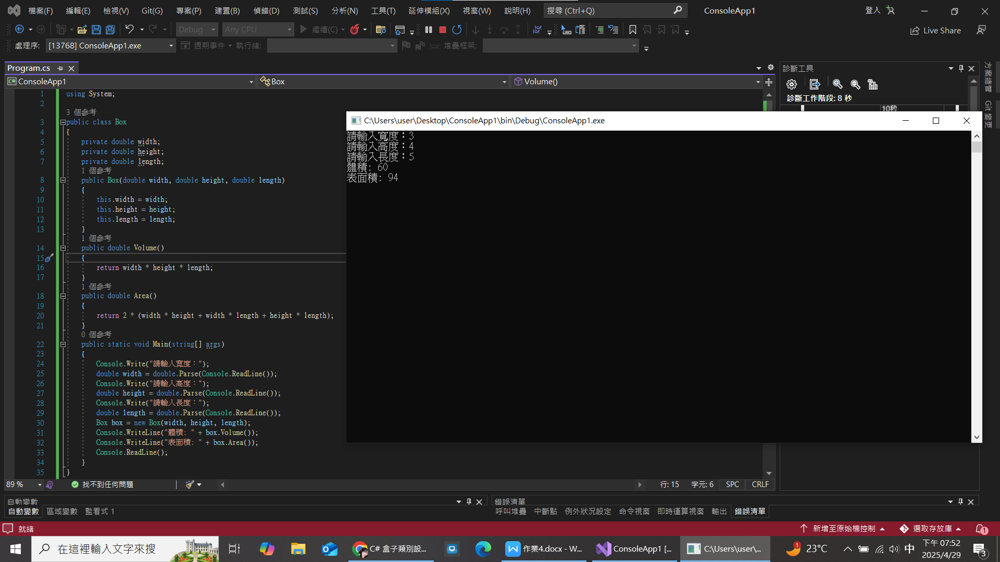 檔案(F) 編輯(E) 檢視(V) Git(G) 專案(P) 建置(B) 偵錯(D) 測試(S) 分析(N) 工具(T) 延伸模組(X) 視窗(W) 說明(H) 搜尋 (Ctrl+Q) ConsoleApp1 登入
Debug Any CPU 繼續(C) Live Share
處理序: [13768] ConsoleApp1.exe 週期事件 執行緒: 堆疊框架:
Program.cs
ConsoleApp1 Box Volume()
1 using System;
2
3 個參考
3 public class Box
4 {
5 private double width;
6 private double height;
7 private double length;
1 個參考
8 public Box(double width, double height, double length)
9 {
10 this.width = width;
11 this.height = height;
12 this.length = length;
13 }
1 個參考
14 public double Volume()
15 {
16 return width * height * length;
17 }
1 個參考
18 public double Area()
19 {
20 return 2 * (width * height + width * length + height * length);
21 }
0 個參考
22 public static void Main(string[] args)
23 {
24 Console.Write("請輸入寬度：");
25 double width = double.Parse(Console.ReadLine());
26 Console.Write("請輸入高度：");
27 double height = double.Parse(Console.ReadLine());
28 Console.Write("請輸入長度：");
29 double length = double.Parse(Console.ReadLine());
30 Box box = new Box(width, height, length);
31 Console.WriteLine("體積: " + box.Volume());
32 Console.WriteLine("表面積: " + box.Area());
33 Console.ReadLine();
34 }
35 }
C:\Users\user\Desktop\ConsoleApp1\bin\Debug\ConsoleApp1.exe
請輸入寬度：3
請輸入高度：4
請輸入長度：5
體積: 60
表面積: 94
診斷工具
診斷工作階段: 8 秒
10秒
方案總管
Git 變更
89 % 找不到任何問題 行: 15 字元: 6 SPC CRLF
自動變數
自動變數 區域變數 監看式 1
錯誤清單
呼叫堆疊 中斷點 例外狀況設定 命令視窗 即時運算視窗 輸出 錯誤清單
就緒 新增至原始檔控制 選取存放庫 1
在這裡輸入文字來搜 C# 盒子類別設... 作業4.docx - W... ConsoleApp1 [... C:\Users\user\... 1 23°C 中 下午 07:52
2025/4/29 3